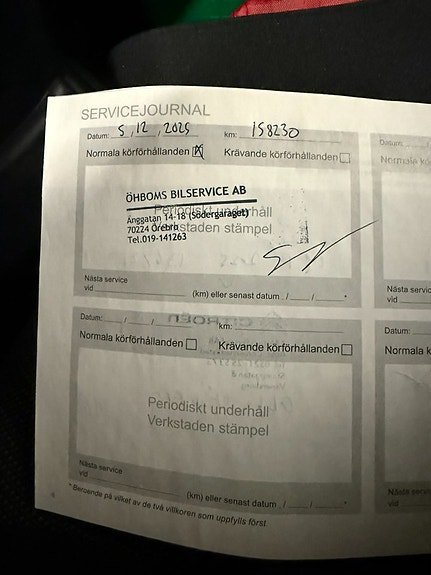 SERVICEJOURNAL
Datum: 5 / 12 / 2025 km: 158230
Normala körförhållanden Krävande körförhållanden
ÖHBOMS BILSERVICE AB
Periodiskt underhåll
Änggatan 14-18 (Södergaraget)
70224 Örebro
Verkstaden stämpel
Tel.019-141263
Nästa service
vid (km) eller senast datum / / *
Datum: / / km:
Normala körförhållanden Krävande körförhållanden
Periodiskt underhåll
Verkstaden stämpel
Nästa service
vid (km) eller senast datum / / *
* Beroende på vilket av de två villkoren som uppfylls först.
Datum:
Normala k
Nästa service
vid
Datum:
Normala k
Nästa service
vid